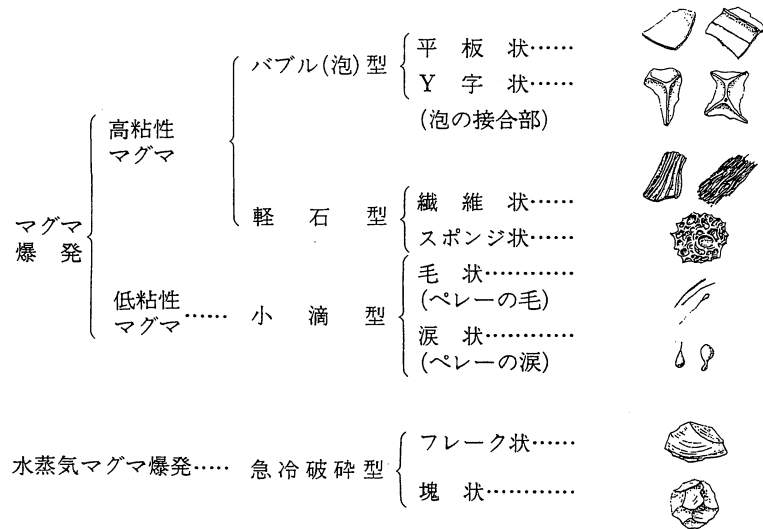 バブル(泡)型
平板状……
Y字状……
(泡の接合部)
高粘性
マグマ
軽石型
繊維状……
スポンジ状……
マグマ
爆発
低粘性
マグマ……
小滴型
毛状…………
(ペレーの毛)
涙状…………
(ペレーの涙)
水蒸気マグマ爆発……
急冷破砕型
フレーク状……
塊状…………